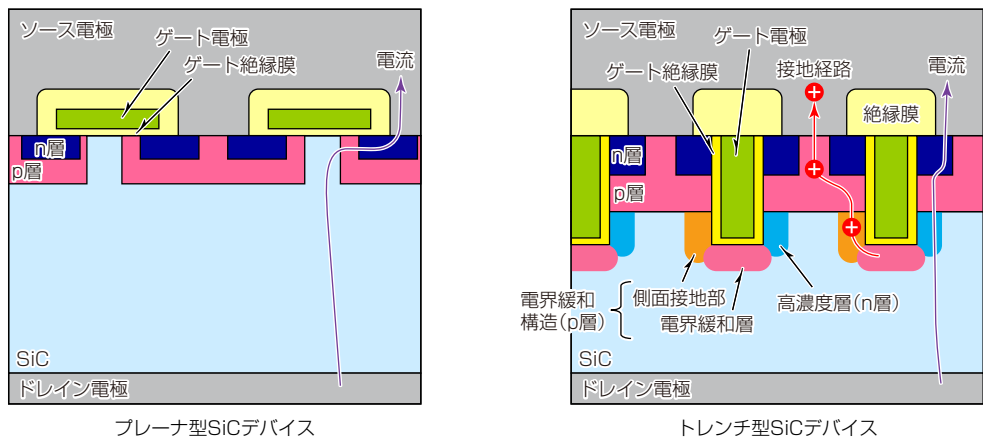 ソース電極
ゲート電極
ゲート絶縁膜
電流
n層
p層
SiC
ドレイン電極
プレーナ型SiCデバイス
ソース電極
ゲート電極
ゲート絶縁膜
接地経路
電流
絶縁膜
n層
p層
+
+
+
電界緩和
構造(p層)
側面接地部
電界緩和層
高濃度層(n層)
SiC
ドレイン電極
トレンチ型SiCデバイス